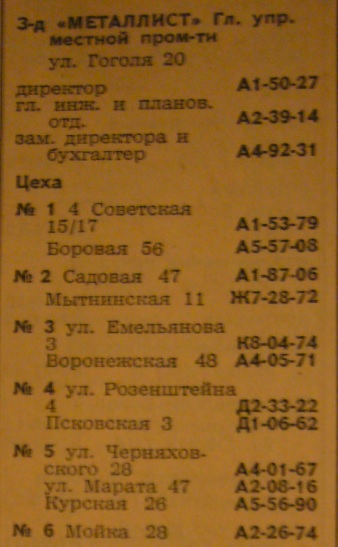 З-д «МЕТАЛЛИСТ» Гл. упр.
местной пром-ти
ул. Гоголя 20
директор А1-50-27
гл. инж. и планов.
отд. А2-39-14
зам. директора и
бухгалтер А4-92-31
Цеха
№ 1 4 Советская
15/17 А1-53-79
Боровая 56 А5-57-08
№ 2 Садовая 47 А1-87-06
Мытнинская 11 Ж7-28-72
№ 3 ул. Емельянова
3 К8-04-74
Воронежская 48 А4-05-71
№ 4 ул. Розенштейна
4 Д2-33-22
Псковская 3 Д1-06-62
№ 5 ул. Черняхов-
ского 28 А4-01-67
ул. Марата 47 А2-08-16
Курская 26 А5-56-90
№ 6 Мойка 28 А2-26-74